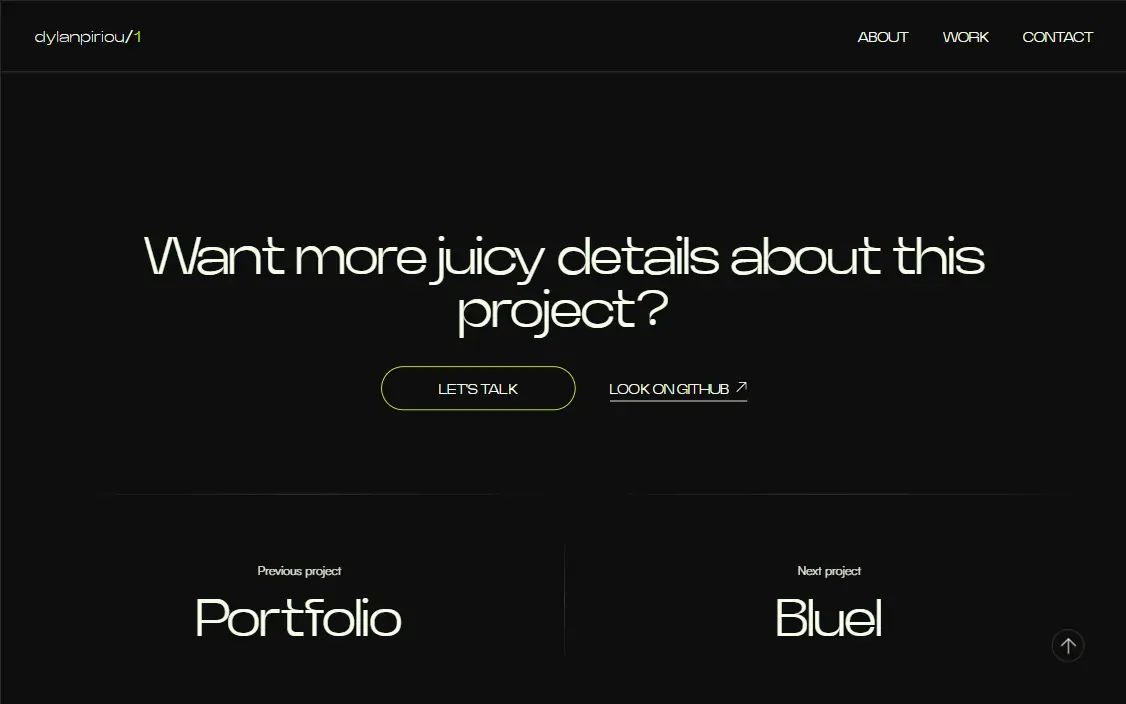 dylanpiriou/1
ABOUT
WORK
CONTACT
Want more juicy details about this
project?
LET'S TALK
LOOK ON GITHUB
Previous project
Portfolio
Next project
Bluel